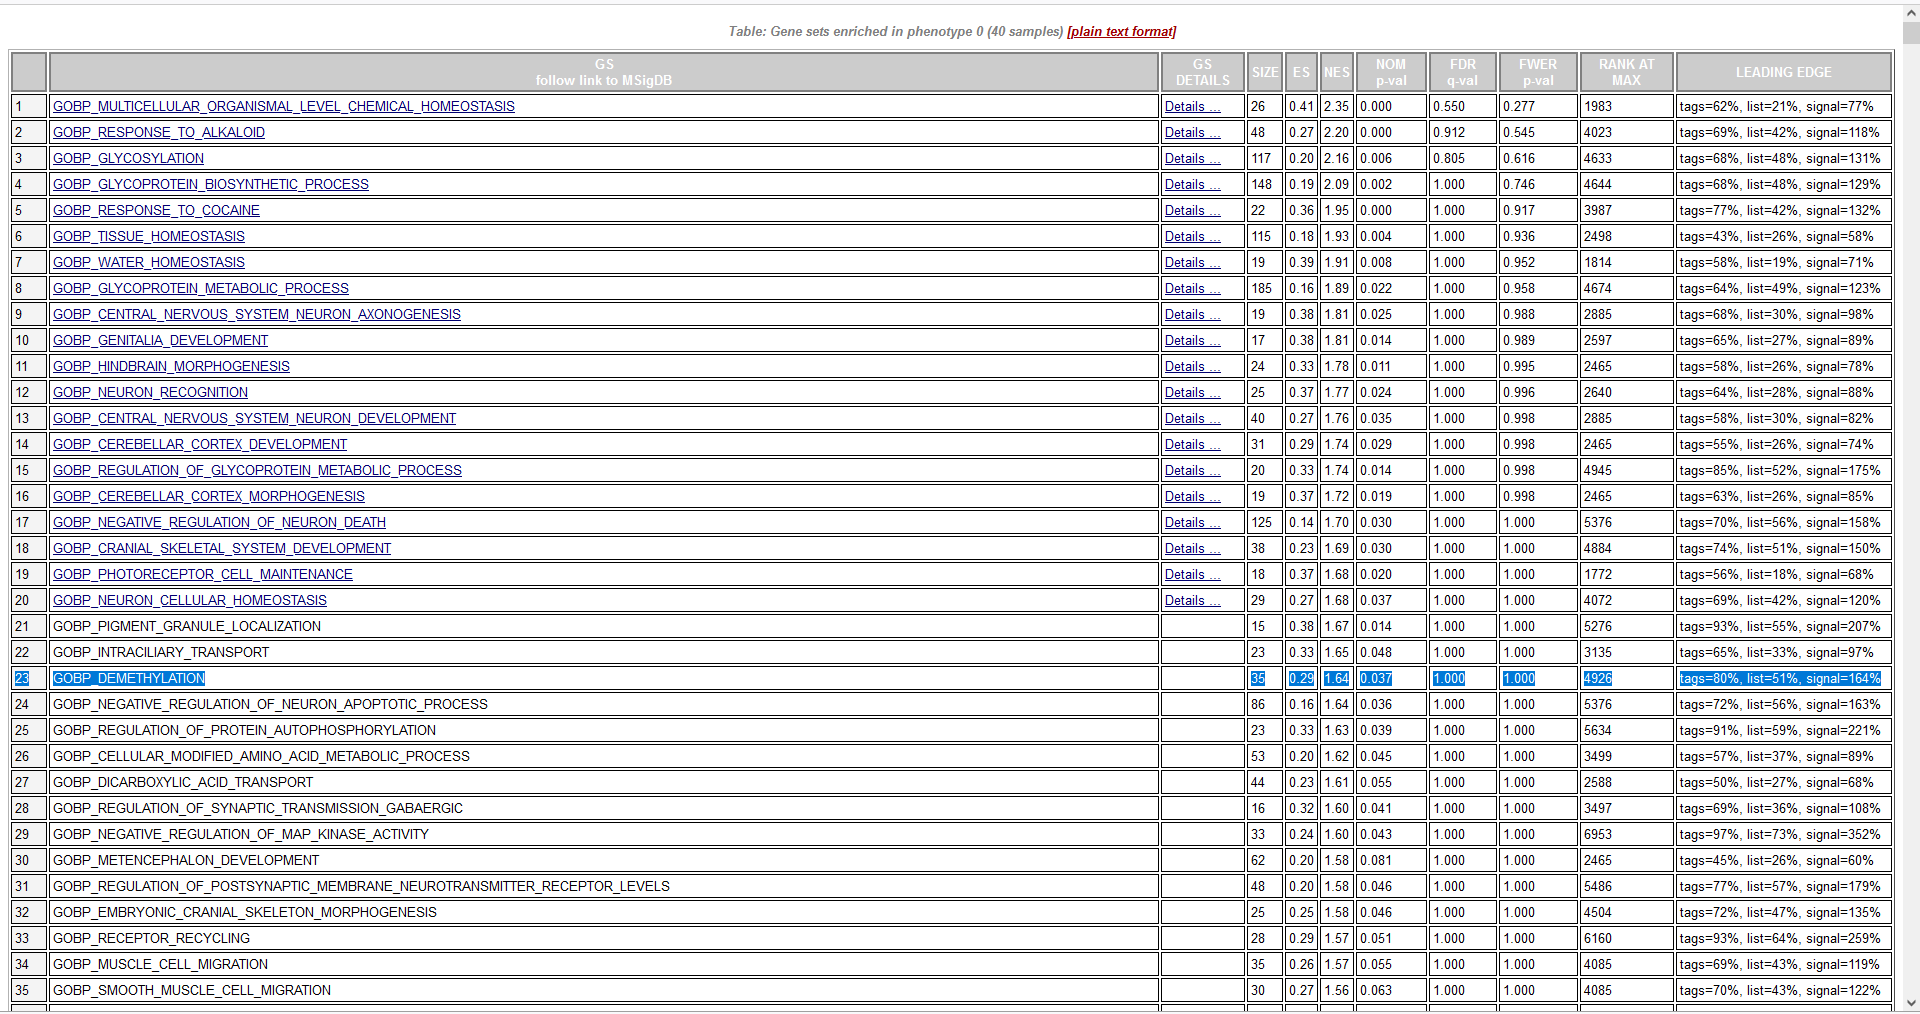 Table: Gene sets enriched in phenotype 0 (40 samples) [plain text format]
GS follow link to MSigDB GS DETAILS SIZE ES NES NOM p-val FDR q-val FWER p-val RANK AT MAX LEADING EDGE
1 GOBP_MULTICELLULAR_ORGANISMAL_LEVEL_CHEMICAL_HOMEOSTASIS Details ... 26 0.41 2.35 0.000 0.550 0.277 1983 tags=62%, list=21%, signal=77%
2 GOBP_RESPONSE_TO_ALKALOID Details ... 48 0.27 2.20 0.000 0.912 0.545 4023 tags=69%, list=42%, signal=118%
3 GOBP_GLYCOSYLATION Details ... 117 0.20 2.16 0.006 0.805 0.616 4633 tags=68%, list=48%, signal=131%
4 GOBP_GLYCOPROTEIN_BIOSYNTHETIC_PROCESS Details ... 148 0.19 2.09 0.002 1.000 0.746 4644 tags=68%, list=48%, signal=129%
5 GOBP_RESPONSE_TO_COCAINE Details ... 22 0.36 1.95 0.000 1.000 0.917 3987 tags=77%, list=42%, signal=132%
6 GOBP_TISSUE_HOMEOSTASIS Details ... 115 0.18 1.93 0.004 1.000 0.936 2498 tags=43%, list=26%, signal=58%
7 GOBP_WATER_HOMEOSTASIS Details ... 19 0.39 1.91 0.008 1.000 0.952 1814 tags=58%, list=19%, signal=71%
8 GOBP_GLYCOPROTEIN_METABOLIC_PROCESS Details ... 185 0.16 1.89 0.022 1.000 0.958 4674 tags=64%, list=49%, signal=123%
9 GOBP_CENTRAL_NERVOUS_SYSTEM_NEURON_AXONOGENESIS Details ... 19 0.38 1.81 0.025 1.000 0.988 2885 tags=68%, list=30%, signal=98%
10 GOBP_GENITALIA_DEVELOPMENT Details ... 17 0.38 1.81 0.014 1.000 0.989 2597 tags=65%, list=27%, signal=89%
11 GOBP_HINDBRAIN_MORPHOGENESIS Details ... 24 0.33 1.78 0.011 1.000 0.995 2465 tags=58%, list=26%, signal=78%
12 GOBP_NEURON_RECOGNITION Details ... 25 0.37 1.77 0.024 1.000 0.996 2640 tags=64%, list=28%, signal=88%
13 GOBP_CENTRAL_NERVOUS_SYSTEM_NEURON_DEVELOPMENT Details ... 40 0.27 1.76 0.035 1.000 0.998 2885 tags=58%, list=30%, signal=82%
14 GOBP_CEREBELLAR_CORTEX_DEVELOPMENT Details ... 31 0.29 1.74 0.029 1.000 0.998 2465 tags=55%, list=26%, signal=74%
15 GOBP_REGULATION_OF_GLYCOPROTEIN_METABOLIC_PROCESS Details ... 20 0.33 1.74 0.014 1.000 0.998 4945 tags=85%, list=52%, signal=175%
16 GOBP_CEREBELLAR_CORTEX_MORPHOGENESIS Details ... 19 0.37 1.72 0.019 1.000 0.998 2465 tags=63%, list=26%, signal=85%
17 GOBP_NEGATIVE_REGULATION_OF_NEURON_DEATH Details ... 125 0.14 1.70 0.030 1.000 1.000 5376 tags=70%, list=56%, signal=158%
18 GOBP_CRANIAL_SKELETAL_SYSTEM_DEVELOPMENT Details ... 38 0.23 1.69 0.030 1.000 1.000 4884 tags=74%, list=51%, signal=150%
19 GOBP_PHOTORECEPTOR_CELL_MAINTENANCE Details ... 18 0.37 1.68 0.020 1.000 1.000 1772 tags=56%, list=18%, signal=68%
20 GOBP_NEURON_CELLULAR_HOMEOSTASIS Details ... 29 0.27 1.68 0.037 1.000 1.000 4072 tags=69%, list=42%, signal=120%
21 GOBP_PIGMENT_GRANULE_LOCALIZATION 15 0.38 1.67 0.014 1.000 1.000 5276 tags=93%, list=55%, signal=207%
22 GOBP_INTRACILIARY_TRANSPORT 23 0.33 1.65 0.048 1.000 1.000 3135 tags=65%, list=33%, signal=97%
23 GOBP_DEMETHYLATION 35 0.29 1.64 0.037 1.000 1.000 4926 tags=80%, list=51%, signal=164%
24 GOBP_NEGATIVE_REGULATION_OF_NEURON_APOPTOTIC_PROCESS 86 0.16 1.64 0.036 1.000 1.000 5376 tags=72%, list=56%, signal=163%
25 GOBP_REGULATION_OF_PROTEIN_AUTOPHOSPHORYLATION 23 0.33 1.63 0.039 1.000 1.000 5634 tags=91%, list=59%, signal=221%
26 GOBP_CELLULAR_MODIFIED_AMINO_ACID_METABOLIC_PROCESS 53 0.20 1.62 0.045 1.000 1.000 3499 tags=57%, list=37%, signal=89%
27 GOBP_DICARBOXYLIC_ACID_TRANSPORT 44 0.23 1.61 0.055 1.000 1.000 2588 tags=50%, list=27%, signal=68%
28 GOBP_REGULATION_OF_SYNAPTIC_TRANSMISSION_GABAERGIC 16 0.32 1.60 0.041 1.000 1.000 3497 tags=69%, list=36%, signal=108%
29 GOBP_NEGATIVE_REGULATION_OF_MAP_KINASE_ACTIVITY 33 0.24 1.60 0.043 1.000 1.000 6953 tags=97%, list=73%, signal=352%
30 GOBP_METENCEPHALON_DEVELOPMENT 62 0.20 1.58 0.081 1.000 1.000 2465 tags=45%, list=26%, signal=60%
31 GOBP_REGULATION_OF_POSTSYNAPTIC_MEMBRANE_NEUROTRANSMITTER_RECEPTOR_LEVELS 48 0.20 1.58 0.046 1.000 1.000 5486 tags=77%, list=57%, signal=179%
32 GOBP_EMBRYONIC_CRANIAL_SKELETON_MORPHOGENESIS 25 0.25 1.58 0.046 1.000 1.000 4504 tags=72%, list=47%, signal=135%
33 GOBP_RECEPTOR_RECYCLING 28 0.29 1.57 0.051 1.000 1.000 6160 tags=93%, list=64%, signal=259%
34 GOBP_MUSCLE_CELL_MIGRATION 35 0.26 1.57 0.055 1.000 1.000 4085 tags=69%, list=43%, signal=119%
35 GOBP_SMOOTH_MUSCLE_CELL_MIGRATION 30 0.27 1.56 0.063 1.000 1.000 4085 tags=70%, list=43%, signal=122%